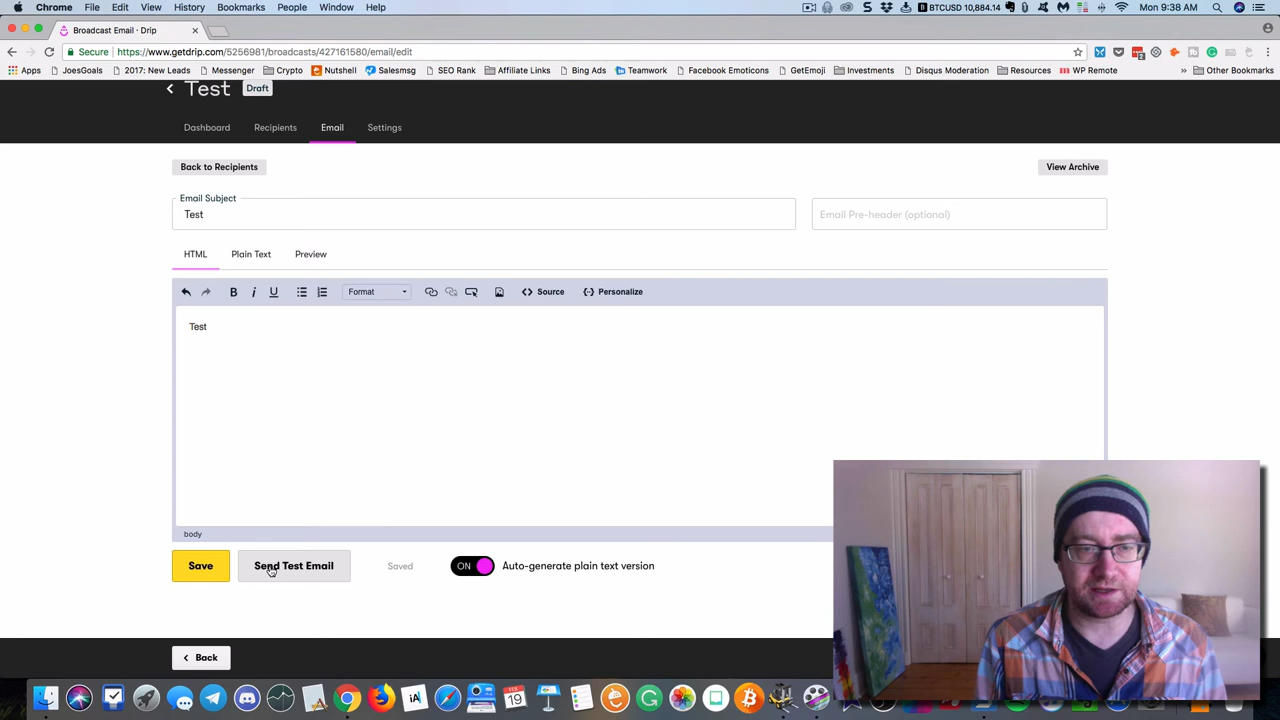 Chrome File Edit View History Bookmarks People Window Help BTCUSD 10,884.14 Mon 9:38 AM
Broadcast Email · Drip
Secure https://www.getdrip.com/5256981/broadcasts/427161580/email/edit
Apps JoesGoals 2017: New Leads Messenger Crypto Nutshell Salesmsg SEO Rank Affiliate Links Bing Ads Teamwork Facebook Emoticons GetEmoji Investments Disqus Moderation Resources WP Remote » Other Bookmarks
Test Draft
Dashboard Recipients Email Settings
Back to Recipients View Archive
Email Subject
Test Email Pre-header (optional)
HTML Plain Text Preview
B i U Format Source Personalize
Test
body
Save Send Test Email Saved ON Auto-generate plain text version
Back
iA FEB 19